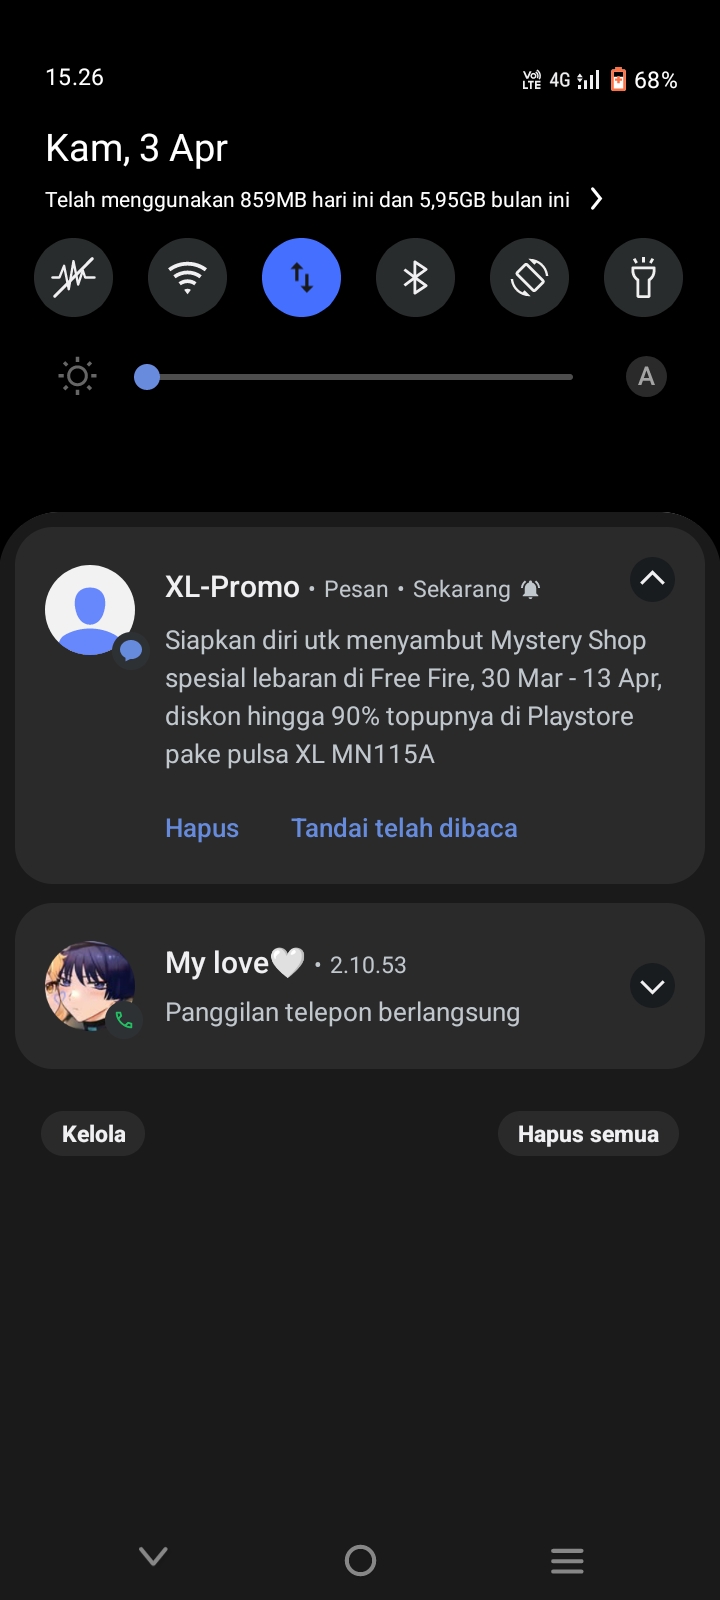 15.26
Vo) LTE 4G 68%
Kam, 3 Apr
Telah menggunakan 859MB hari ini dan 5,95GB bulan ini
A
XL-Promo • Pesan • Sekarang
Siapkan diri utk menyambut Mystery Shop
spesial lebaran di Free Fire, 30 Mar - 13 Apr,
diskon hingga 90% topupnya di Playstore
pake pulsa XL MN115A
Hapus Tandai telah dibaca
My love🤍 • 2.10.53
Panggilan telepon berlangsung
Kelola Hapus semua